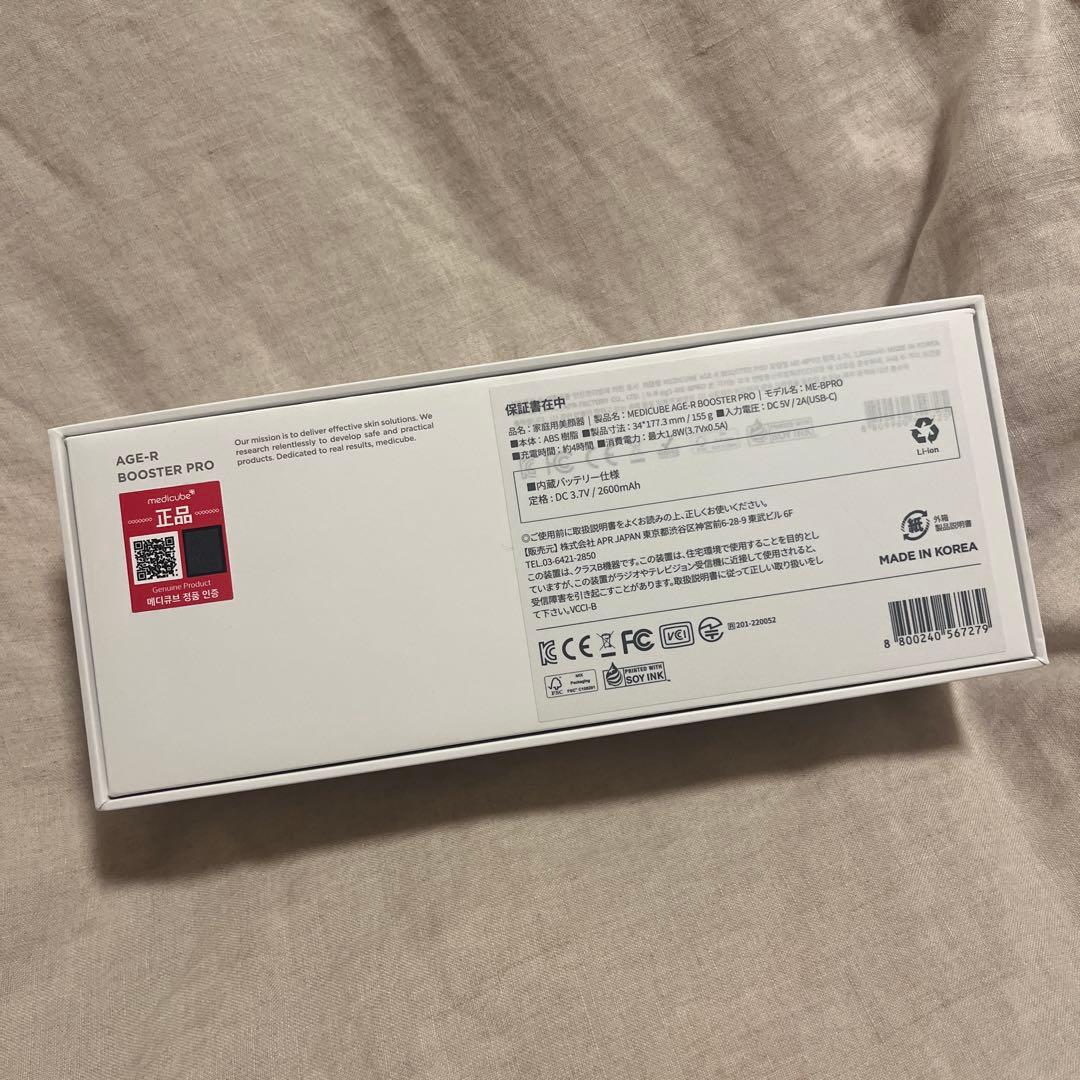 AGE-R
BOOSTER PRO
Our mission is to deliver effective skin solutions. We
research relentlessly to develop safe and practical
products. Dedicated to real results, medicube.
medicube
正品
Genuine Product
메디큐브 정품 인증
保証書在中
品名：家庭用美顔器 | 製品名：MEDICUBE AGE-R BOOSTER PRO | モデル名：ME-BPRO
■本体：ABS 樹脂 ■製品寸法：34*177.3 mm / 155 g ■入力電圧：DC 5V / 2A(USB-C)
■充電時間：約4時間 ■消費電力：最大1.8W(3.7Vx0.5A)
Li-ion
■内蔵バッテリー仕様
定格：DC 3.7V / 2600mAh
◎ご使用前に取扱説明書をよくお読みの上、正しくお使いください。
【販売元】株式会社 APR JAPAN 東京都渋谷区神宮前6-28-9 東武ビル 6F
TEL.03-6421-2850
この装置は、クラスB機器です。この装置は、住宅環境で使用することを目的とし
ていますが、この装置がラジオやテレビジョン受信機に近接して使用されると、
受信障害を引き起こすことがあります。取扱説明書に従って正しい取り扱いをし
て下さい。VCCI-B
紙
外箱
製品説明書
MADE IN KOREA
CE FC VCI 201-220052
8 800240 567279
FSC
MIX
Packaging
FSC® C108291
PRINTED WITH
SOY INK